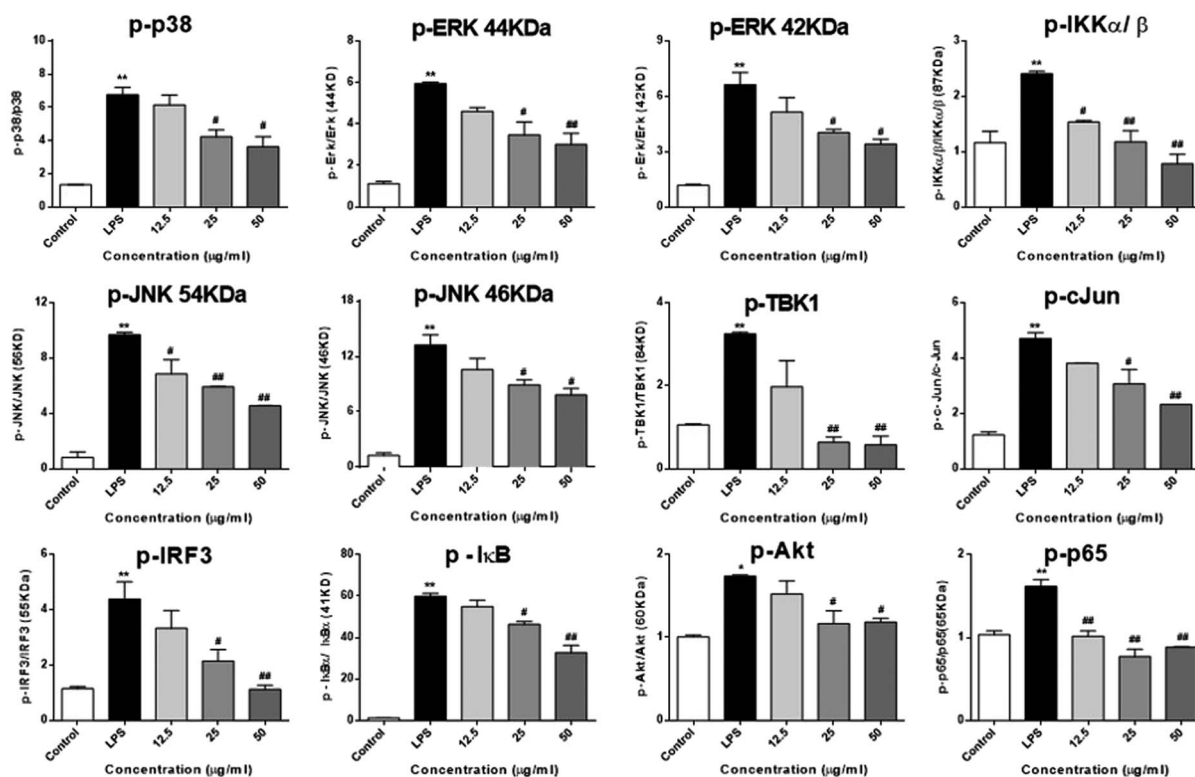 p-p38
p-p38/p38
10
8
6
4
2
0
**
#
#
Control
LPS
12.5
25
50
Concentration (μg/ml)
p-ERK 44KDa
p-Erk/Erk (44KD)
8
6
4
2
0
**
#
##
Control
LPS
12.5
25
50
Concentration (μg/ml)
p-ERK 42KDa
p-Erk/Erk (42KD)
9
6
3
0
**
#
#
Control
LPS
12.5
25
50
Concentration (μg/ml)
p-IKKα/ β
p-IKKα/β/IKKα/β (87KDa)
3
2
1
0
**
#
##
##
Control
LPS
12.5
25
50
Concentration (μg/ml)
p-JNK 54KDa
p-JNK/JNK (56KD)
12
8
4
0
**
#
##
##
Control
LPS
12.5
25
50
Concentration (μg/ml)
p-JNK 46KDa
p-JNK/JNK (46KD)
18
12
6
0
**
#
#
Control
LPS
12.5
25
50
Concentration (μg/ml)
p-TBK1
p-TBK1/TBK1 (84KD)
4
2
0
**
##
##
Control
LPS
12.5
25
50
Concentration (μg/ml)
p-cJun
p-c-Jun/c-Jun
6
4
2
0
**
#
##
Control
LPS
12.5
25
50
Concentration (μg/ml)
p-IRF3
p-IRF3/IRF3 (55KDa)
6
4
2
0
**
#
##
Control
LPS
12.5
25
50
Concentration (μg/ml)
p - IκB
p - IκBα/ IκBα (41KD)
80
60
40
20
0
**
#
##
Control
LPS
12.5
25
50
Concentration (μg/ml)
p-Akt
p-Akt/Akt (60KDa)
2
1
0
*
#
#
Control
LPS
12.5
25
50
Concentration (μg/ml)
p-p65
p-p65/p65(65KDa)
2
1
0
**
##
##
##
Control
LPS
12.5
25
50
Concentration (μg/ml)